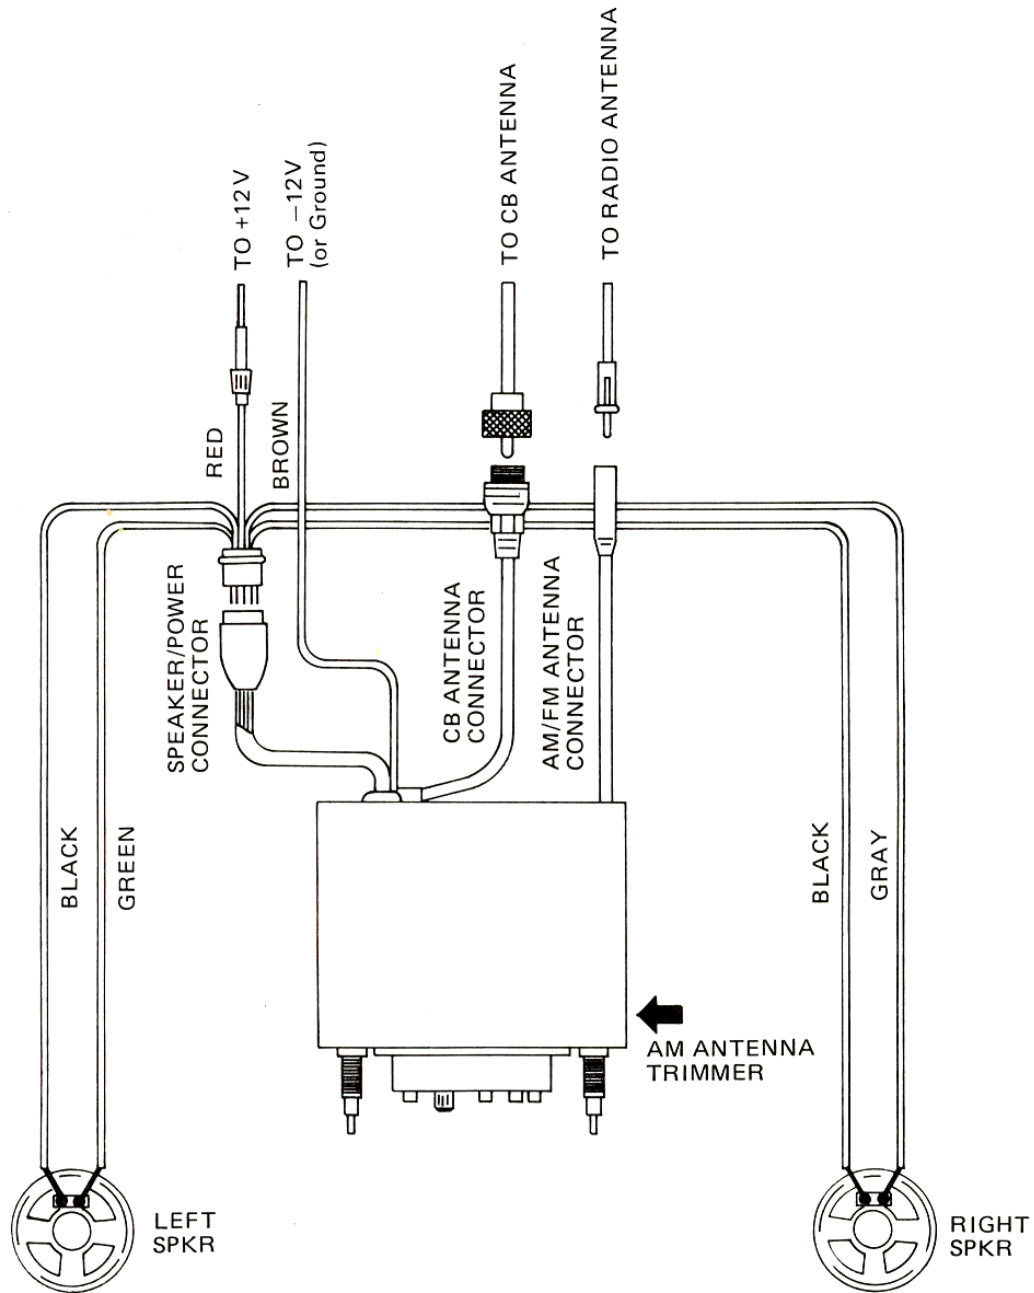 TO +12V
TO −12V
(or Ground)
TO CB ANTENNA
TO RADIO ANTENNA
RED
BROWN
SPEAKER/POWER
CONNECTOR
CB ANTENNA
CONNECTOR
AM/FM ANTENNA
CONNECTOR
BLACK
GREEN
BLACK
GRAY
AM ANTENNA
TRIMMER
LEFT
SPKR
RIGHT
SPKR